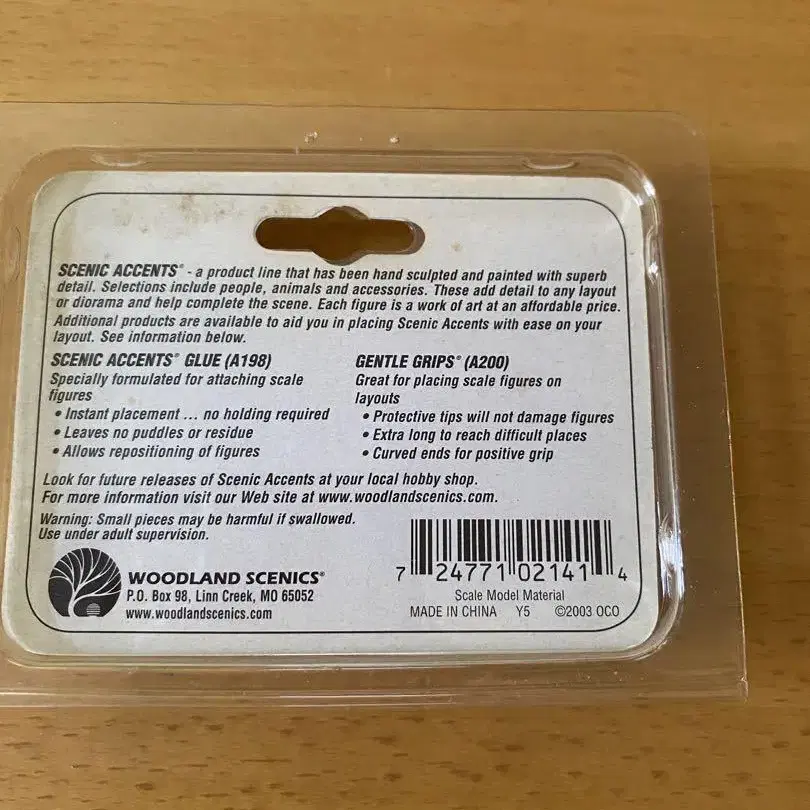 SCENIC ACCENTS® - a product line that has been hand sculpted and painted with superb
detail. Selections include people, animals and accessories. These add detail to any layout
or diorama and help complete the scene. Each figure is a work of art at an affordable price.
Additional products are available to aid you in placing Scenic Accents with ease on your
layout. See information below.
SCENIC ACCENTS® GLUE (A198)
Specially formulated for attaching scale
figures
• Instant placement ... no holding required
• Leaves no puddles or residue
• Allows repositioning of figures
GENTLE GRIPS® (A200)
Great for placing scale figures on
layouts
• Protective tips will not damage figures
• Extra long to reach difficult places
• Curved ends for positive grip
Look for future releases of Scenic Accents at your local hobby shop.
For more information visit our Web site at www.woodlandscenics.com.
Warning: Small pieces may be harmful if swallowed.
Use under adult supervision.
WOODLAND SCENICS®
P.O. Box 98, Linn Creek, MO 65052
www.woodlandscenics.com
7 24771 02141 4
Scale Model Material
MADE IN CHINA Y5 ©2003 OCO